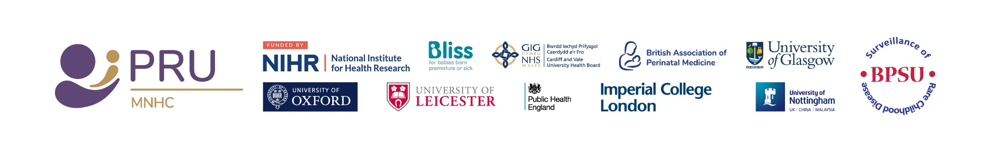 PRU
MNHC
FUNDED BY
NIHR
National Institute
for Health Research
Bliss
for babies born
premature or sick
GIG
CYMRU
NHS
WALES
Bwrdd Iechyd Prifysgol
Caerdydd a'r Fro
Cardiff and Vale
University Health Board
British Association of
Perinatal Medicine
University
of Glasgow
UNIVERSITY OF
OXFORD
UNIVERSITY OF
LEICESTER
Public Health
England
Imperial College
London
University of
Nottingham
UK | CHINA | MALAYSIA
Surveillance of
• BPSU •
Rare Childhood Disease